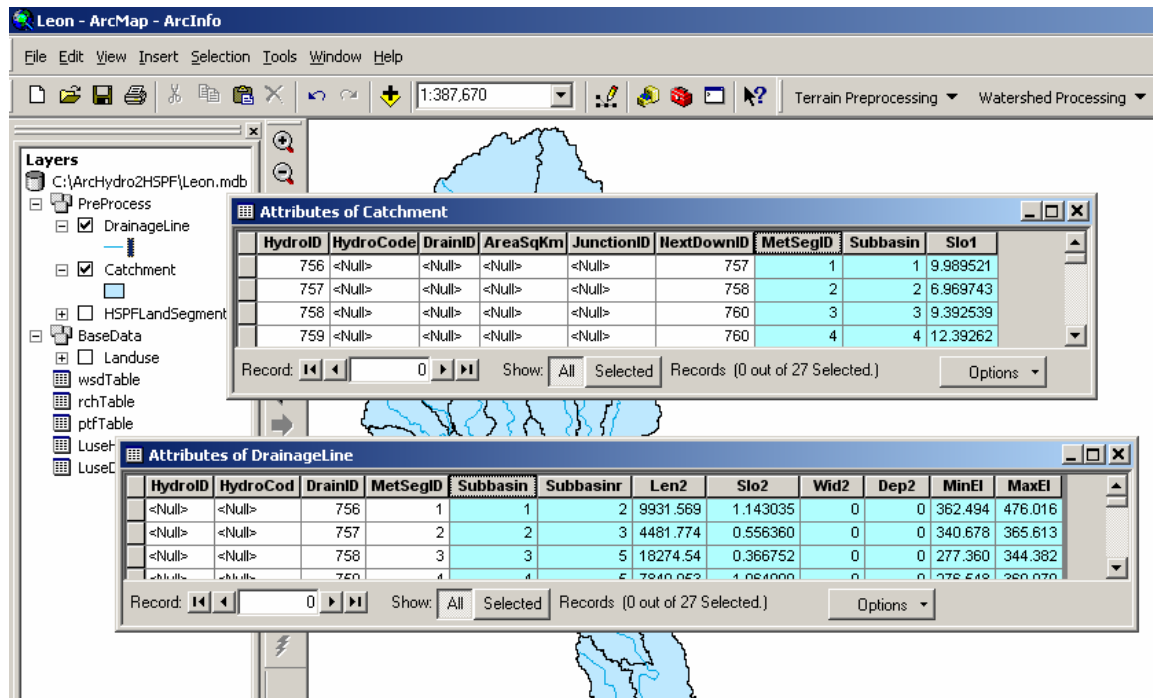 Leon - ArcMap - ArcInfo
File Edit View Insert Selection Tools Window Help
1:387,670 Terrain Preprocessing Watershed Processing
Layers
C:\ArcHydro2HSPF\Leon.mdb
PreProcess
DrainageLine
Catchment
HSPFLandSegment
BaseData
Landuse
wsdTable
rchTable
ptfTable
Attributes of Catchment
HydroID HydroCode DrainID AreaSqKm JunctionID NextDownID MetSegID Subbasin Slo1
756 <Null> <Null> <Null> <Null> 757 1 1 9.989521
757 <Null> <Null> <Null> <Null> 758 2 2 6.969743
758 <Null> <Null> <Null> <Null> 760 3 3 9.392539
759 <Null> <Null> <Null> <Null> 760 4 4 12.39262
Record: 0 Show: All Selected Records (0 out of 27 Selected.) Options
Attributes of DrainageLine
HydroID HydroCod DrainID MetSegID Subbasin Subbasinr Len2 Slo2 Wid2 Dep2 MinEl MaxEl
<Null> <Null> 756 1 1 2 9931.569 1.143035 0 0 362.494 476.016
<Null> <Null> 757 2 2 3 4481.774 0.556360 0 0 340.678 365.613
<Null> <Null> 758 3 3 5 18274.54 0.366752 0 0 277.360 344.382
Record: 0 Show: All Selected Records (0 out of 27 Selected.) Options